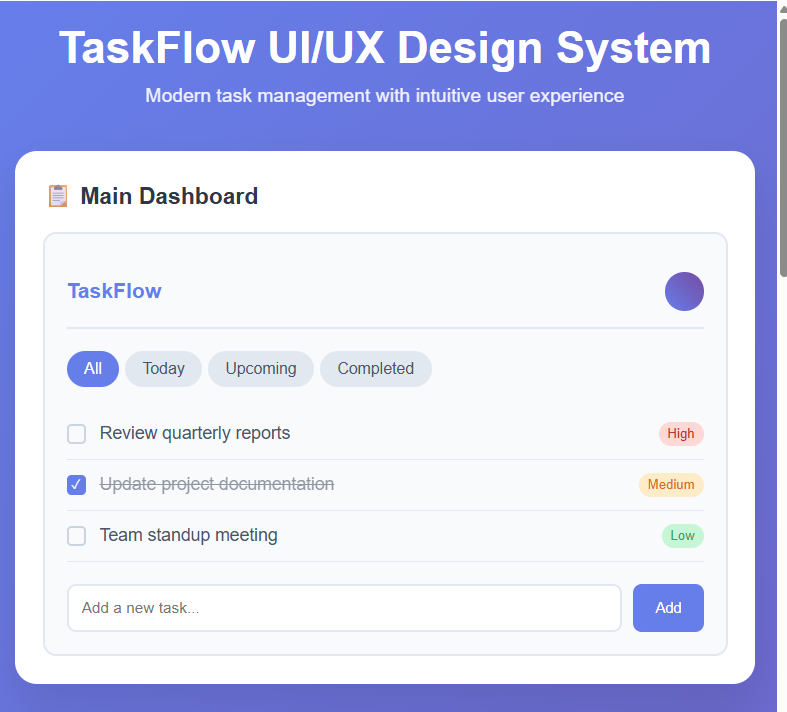 TaskFlow UI/UX Design System
Modern task management with intuitive user experience
📋 Main Dashboard
TaskFlow
All Today Upcoming Completed
Review quarterly reports High
✓ Update project documentation Medium
Team standup meeting Low
Add a new task... Add